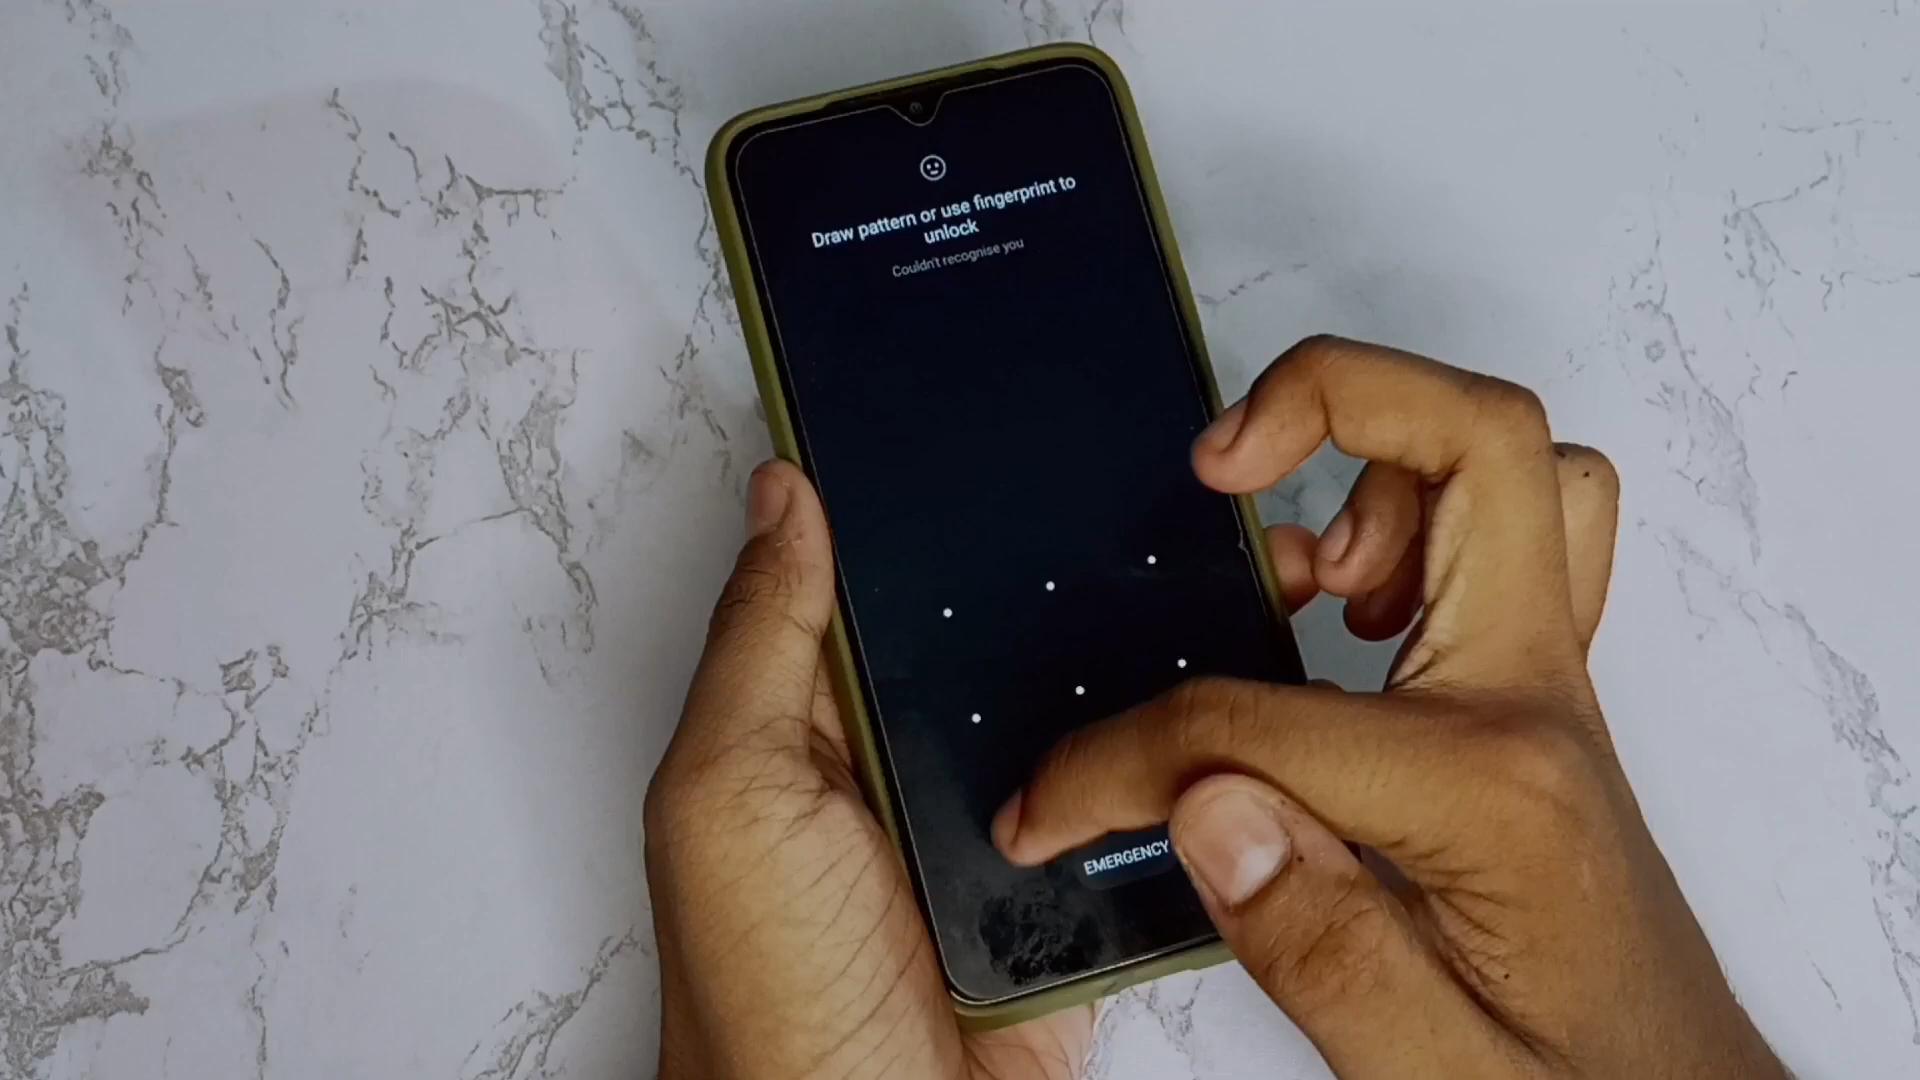 Draw pattern or use fingerprint to
unlock
Couldn't recognise you
EMERGENCY